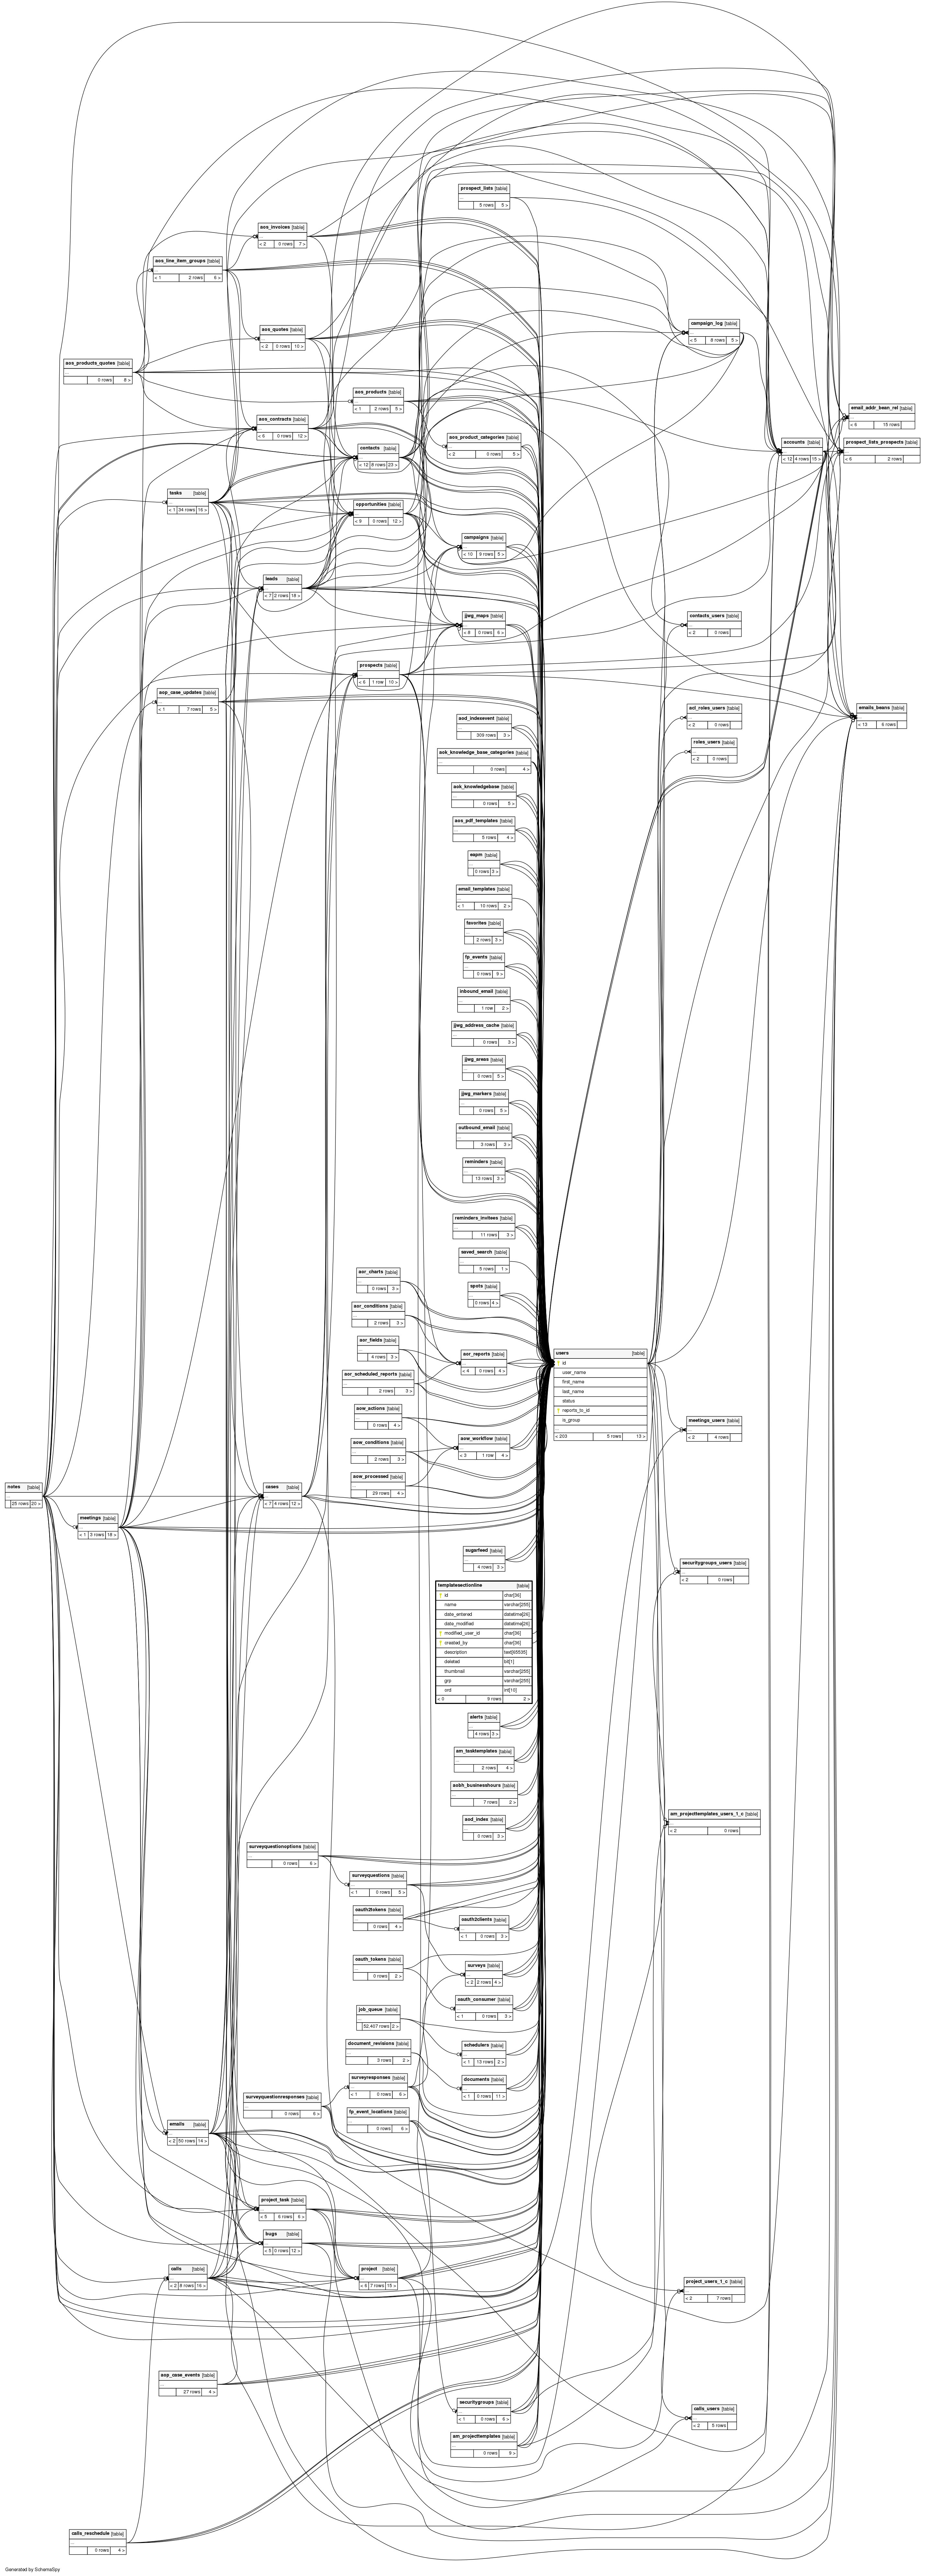 prospect_lists [table]
...
5 rows 5 >
aos_invoices [table]
...
< 2 0 rows 7 >
aos_line_item_groups [table]
...
< 1 2 rows 6 >
aos_quotes [table]
...
< 2 0 rows 10 >
campaign_log [table]
...
< 5 8 rows 5 >
aos_products_quotes [table]
...
0 rows 8 >
aos_products [table]
...
< 1 2 rows 5 >
email_addr_bean_rel [table]
...
< 6 15 rows
aos_contracts [table]
...
< 6 0 rows 12 >
aos_product_categories [table]
...
< 2 0 rows 5 >
accounts [table]
...
< 12 4 rows 15 >
prospect_lists_prospects [table]
...
< 6 2 rows
contacts [table]
...
< 12 8 rows 23 >
tasks [table]
...
< 1 34 rows 16 >
opportunities [table]
...
< 9 0 rows 12 >
campaigns [table]
...
< 10 9 rows 5 >
leads [table]
...
< 7 2 rows 18 >
jjwg_maps [table]
...
< 8 0 rows 6 >
contacts_users [table]
...
< 2 0 rows
prospects [table]
...
< 6 1 row 10 >
aop_case_updates [table]
...
< 1 7 rows 5 >
acl_roles_users [table]
...
< 2 0 rows
emails_beans [table]
...
< 13 6 rows
aod_indexevent [table]
...
309 rows 3 >
roles_users [table]
...
< 2 0 rows
aok_knowledge_base_categories [table]
...
0 rows 4 >
aok_knowledgebase [table]
...
0 rows 5 >
aos_pdf_templates [table]
...
5 rows 4 >
eapm [table]
...
0 rows 3 >
email_templates [table]
...
< 1 10 rows 2 >
favorites [table]
...
2 rows 3 >
fp_events [table]
...
0 rows 9 >
inbound_email [table]
...
1 row 2 >
jjwg_address_cache [table]
...
0 rows 3 >
jjwg_areas [table]
...
0 rows 5 >
jjwg_markers [table]
...
0 rows 5 >
outbound_email [table]
...
3 rows 3 >
reminders [table]
...
13 rows 3 >
reminders_invitees [table]
...
11 rows 3 >
saved_search [table]
...
5 rows 1 >
aor_charts [table]
...
0 rows 3 >
spots [table]
...
0 rows 4 >
aor_conditions [table]
...
2 rows 3 >
aor_fields [table]
...
4 rows 3 >
aor_reports [table]
...
< 4 0 rows 4 >
users [table]
id
user_name
first_name
last_name
status
reports_to_id
is_group
...
< 203 5 rows 13 >
aor_scheduled_reports [table]
...
2 rows 3 >
aow_actions [table]
...
0 rows 4 >
meetings_users [table]
...
< 2 4 rows
aow_workflow [table]
...
< 3 1 row 4 >
aow_conditions [table]
...
2 rows 3 >
aow_processed [table]
...
29 rows 4 >
notes [table]
...
25 rows 20 >
cases [table]
...
< 7 4 rows 12 >
meetings [table]
...
< 1 3 rows 18 >
sugarfeed [table]
...
4 rows 3 >
securitygroups_users [table]
...
< 2 0 rows
templatesectionline [table]
id char[36]
name varchar[255]
date_entered datetime[26]
date_modified datetime[26]
modified_user_id char[36]
created_by char[36]
description text[65535]
deleted bit[1]
thumbnail varchar[255]
grp varchar[255]
ord int[10]
< 0 9 rows 2 >
alerts [table]
...
4 rows 3 >
am_tasktemplates [table]
...
2 rows 4 >
aobh_businesshours [table]
...
7 rows 2 >
am_projecttemplates_users_1_c [table]
...
< 2 0 rows
aod_index [table]
...
0 rows 3 >
surveyquestionoptions [table]
...
0 rows 6 >
surveyquestions [table]
...
< 1 0 rows 5 >
oauth2tokens [table]
...
0 rows 4 >
oauth2clients [table]
...
< 1 0 rows 3 >
oauth_tokens [table]
...
0 rows 2 >
surveys [table]
...
< 2 2 rows 4 >
oauth_consumer [table]
...
< 1 0 rows 3 >
job_queue [table]
...
52,407 rows 2 >
document_revisions [table]
...
3 rows 2 >
schedulers [table]
...
< 1 13 rows 2 >
surveyresponses [table]
...
< 1 0 rows 6 >
documents [table]
...
< 1 0 rows 11 >
surveyquestionresponses [table]
...
0 rows 6 >
fp_event_locations [table]
...
0 rows 6 >
emails [table]
...
< 2 50 rows 14 >
project_task [table]
...
< 5 6 rows 6 >
bugs [table]
...
< 5 0 rows 12 >
calls [table]
...
< 2 8 rows 16 >
project [table]
...
< 6 7 rows 15 >
project_users_1_c [table]
...
< 2 7 rows
aop_case_events [table]
...
27 rows 4 >
securitygroups [table]
...
< 1 0 rows 6 >
calls_users [table]
...
< 2 5 rows
am_projecttemplates [table]
...
0 rows 8 >
calls_reschedule [table]
...
0 rows 4 >
Generated by SchemaSpy